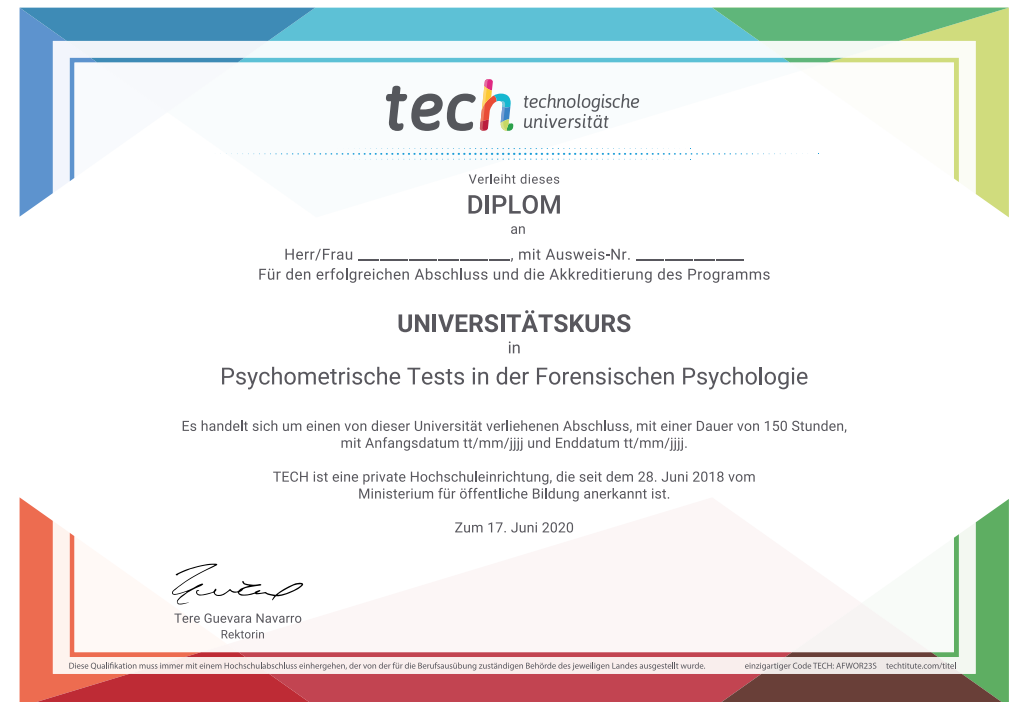 tech technologische
universität
Verleiht dieses
DIPLOM
an
Herr/Frau ____________________, mit Ausweis-Nr. ______________
Für den erfolgreichen Abschluss und die Akkreditierung des Programms
UNIVERSITÄTSKURS
in
Psychometrische Tests in der Forensischen Psychologie
Es handelt sich um einen von dieser Universität verliehenen Abschluss, mit einer Dauer von 150 Stunden,
mit Anfangsdatum tt/mm/jjjj und Enddatum tt/mm/jjjj.
TECH ist eine private Hochschuleinrichtung, die seit dem 28. Juni 2018 vom
Ministerium für öffentliche Bildung anerkannt ist.
Zum 17. Juni 2020
Tere Guevara Navarro
Rektorin
Diese Qualifikation muss immer mit einem Hochschulabschluss einhergehen, der von der für die Berufsausübung zuständigen Behörde des jeweiligen Landes ausgestellt wurde. einzigartiger Code TECH: AFWOR23S techtitute.com/titel